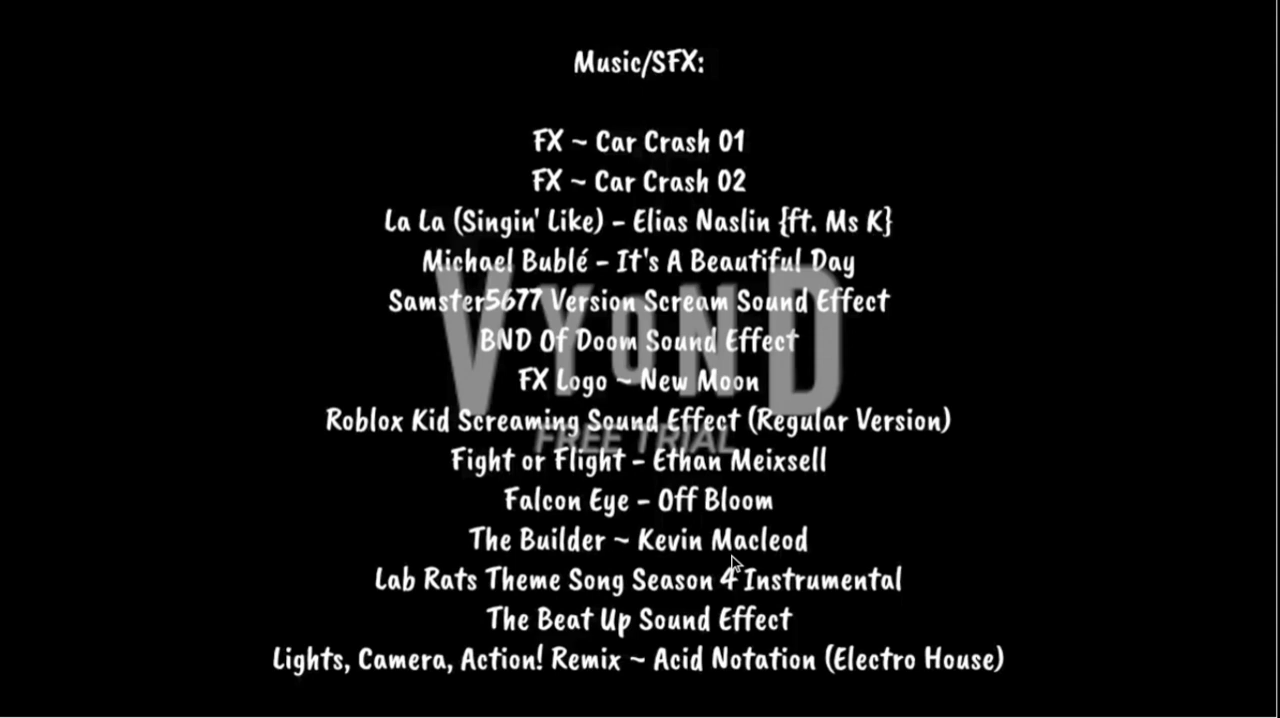 Music/SFX:
FX ~ Car Crash 01
FX ~ Car Crash 02
La La (Singin' Like) - Elias Naslin {ft. Ms K}
Michael Bublé - It's A Beautiful Day
Samster5677 Version Scream Sound Effect
BND Of Doom Sound Effect
FX Logo ~ New Moon
Roblox Kid Screaming Sound Effect (Regular Version)
Fight or Flight - Ethan Meixsell
Falcon Eye - Off Bloom
The Builder ~ Kevin Macleod
Lab Rats Theme Song Season 4 Instrumental
The Beat Up Sound Effect
Lights, Camera, Action! Remix ~ Acid Notation (Electro House)
VYOND
FREE TRIAL